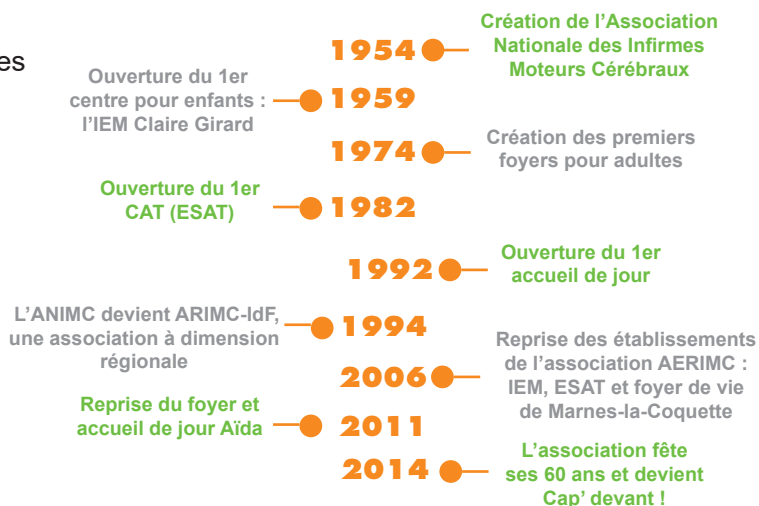 es
1954
Création de l’Association
Nationale des Infirmes
Moteurs Cérébraux
Ouverture du 1er
centre pour enfants :
l’IEM Claire Girard
1959
1974
Création des premiers
foyers pour adultes
Ouverture du 1er
CAT (ESAT)
1982
1992
Ouverture du 1er
accueil de jour
L’ANIMC devient ARIMC-IdF,
une association à dimension
régionale
1994
2006
Reprise des établissements
de l’association AERIMC :
IEM, ESAT et foyer de vie
de Marnes-la-Coquette
Reprise du foyer et
accueil de jour Aïda
2011
2014
L’association fête
ses 60 ans et devient
Cap’ devant !